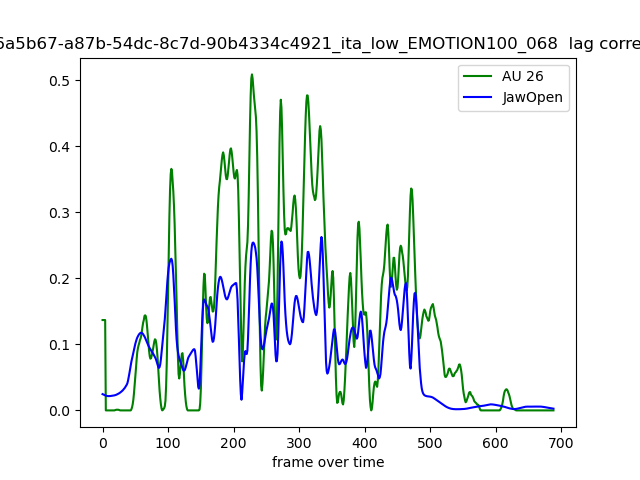 6a5b67-a87b-54dc-8c7d-90b4334c4921_ita_low_EMOTION100_068 lag corre
AU 26
JawOpen
0.5
0.4
0.3
0.2
0.1
0.0
0 100 200 300 400 500 600 700
frame over time